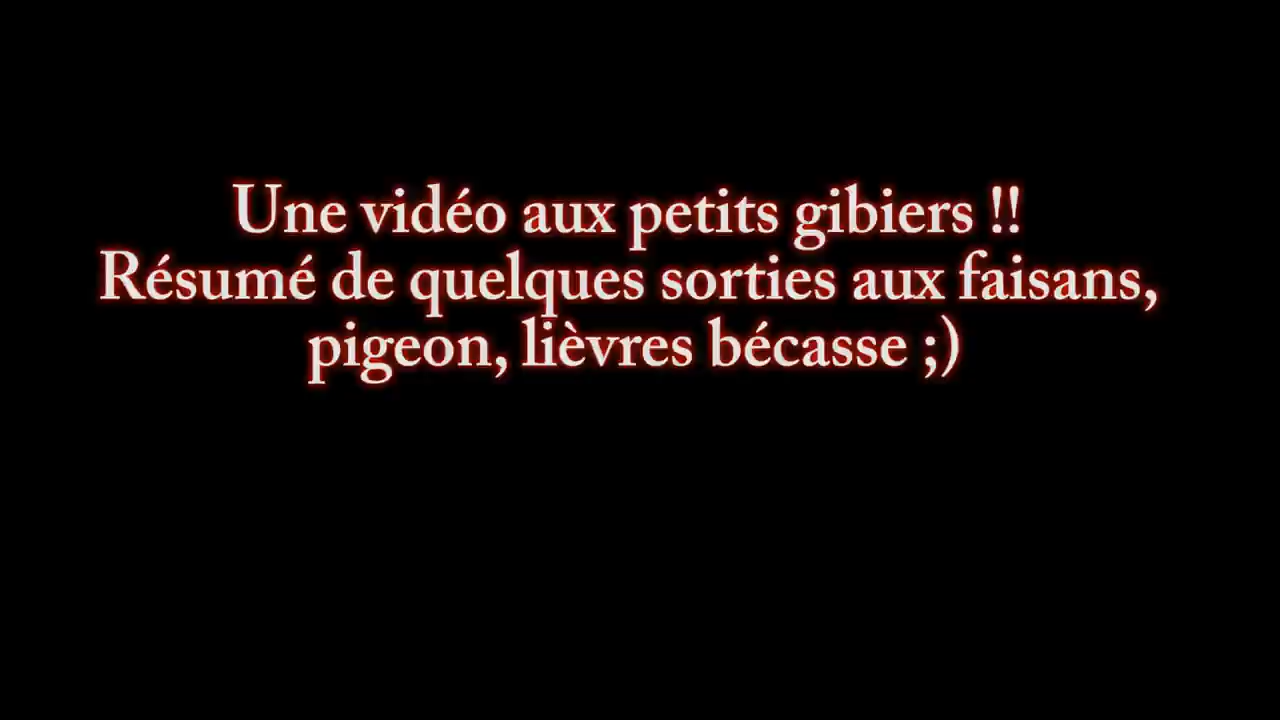 Une vidéo aux petits gibiers !!
Résumé de quelques sorties aux faisans,
pigeon, lièvres bécasse ;)